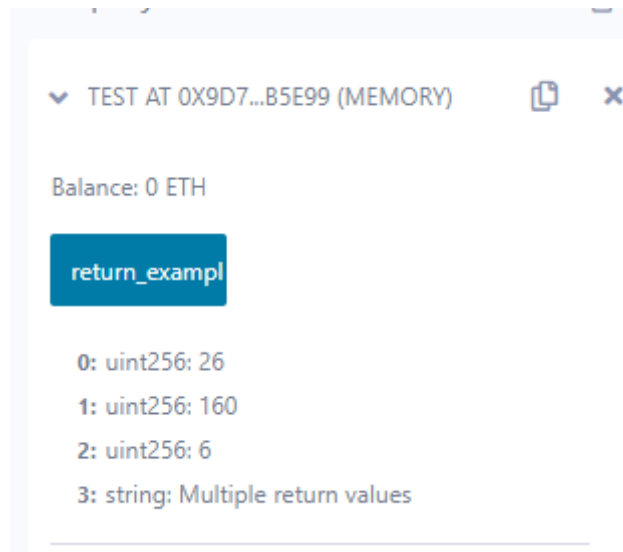 TEST AT 0X9D7...B5E99 (MEMORY)
Balance: 0 ETH
return_exampl
0: uint256: 26
1: uint256: 160
2: uint256: 6
3: string: Multiple return values